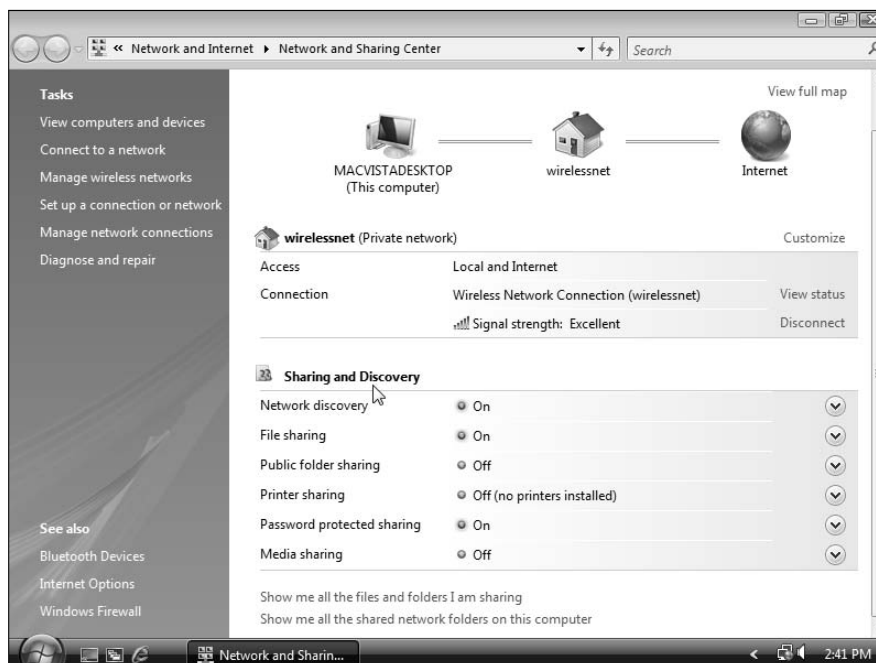 « Network and Internet ▸ Network and Sharing Center
Search
Tasks
View computers and devices
Connect to a network
Manage wireless networks
Set up a connection or network
Manage network connections
Diagnose and repair
See also
Bluetooth Devices
Internet Options
Windows Firewall
View full map
MACVISTADESKTOP
(This computer)
wirelessnet
Internet
wirelessnet (Private network)
Customize
Access Local and Internet
Connection Wireless Network Connection (wirelessnet) View status
Signal strength: Excellent Disconnect
Sharing and Discovery
Network discovery On
File sharing On
Public folder sharing Off
Printer sharing Off (no printers installed)
Password protected sharing On
Media sharing Off
Show me all the files and folders I am sharing
Show me all the shared network folders on this computer
Network and Sharin...
2:41 PM